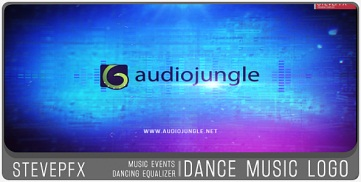 audiojungle
WWW.AUDIOJUNGLE.NET
STEVEPFX
MUSIC EVENTS
DANCING EQUALIZER
DANCE MUSIC LOGO